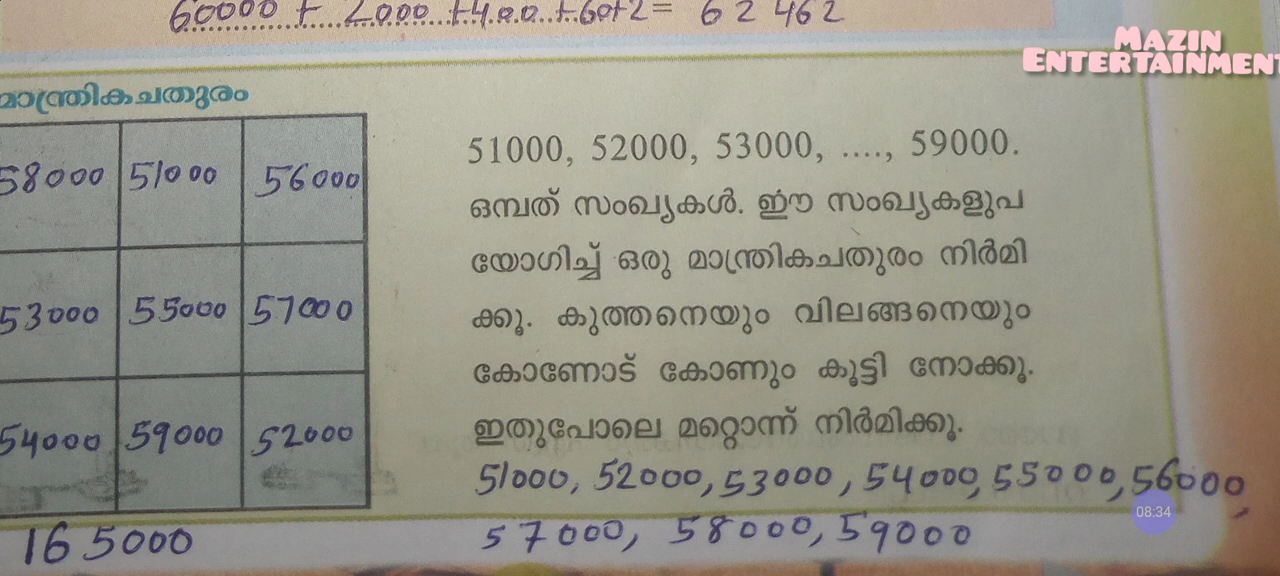 60000 + 2000 + 400 + 60+2 = 62 462
MAZIN
ENTERTAINMENT
മാന്ത്രികചതുരം
58000 51000 56000
53000 55000 57000
54000 59000 52000
165000
51000, 52000, 53000, ...., 59000.
ഒമ്പത് സംഖ്യകൾ. ഈ സംഖ്യകളുപ
യോഗിച്ച് ഒരു മാന്ത്രികചതുരം നിർമി
ക്കൂ. കുത്തനെയും വിലങ്ങനെയും
കോണോട് കോണും കൂട്ടി നോക്കൂ.
ഇതുപോലെ മറ്റൊന്ന് നിർമിക്കൂ.
51000, 52000, 53000, 54000, 55000, 56000,
57000, 58000, 59000
08:34